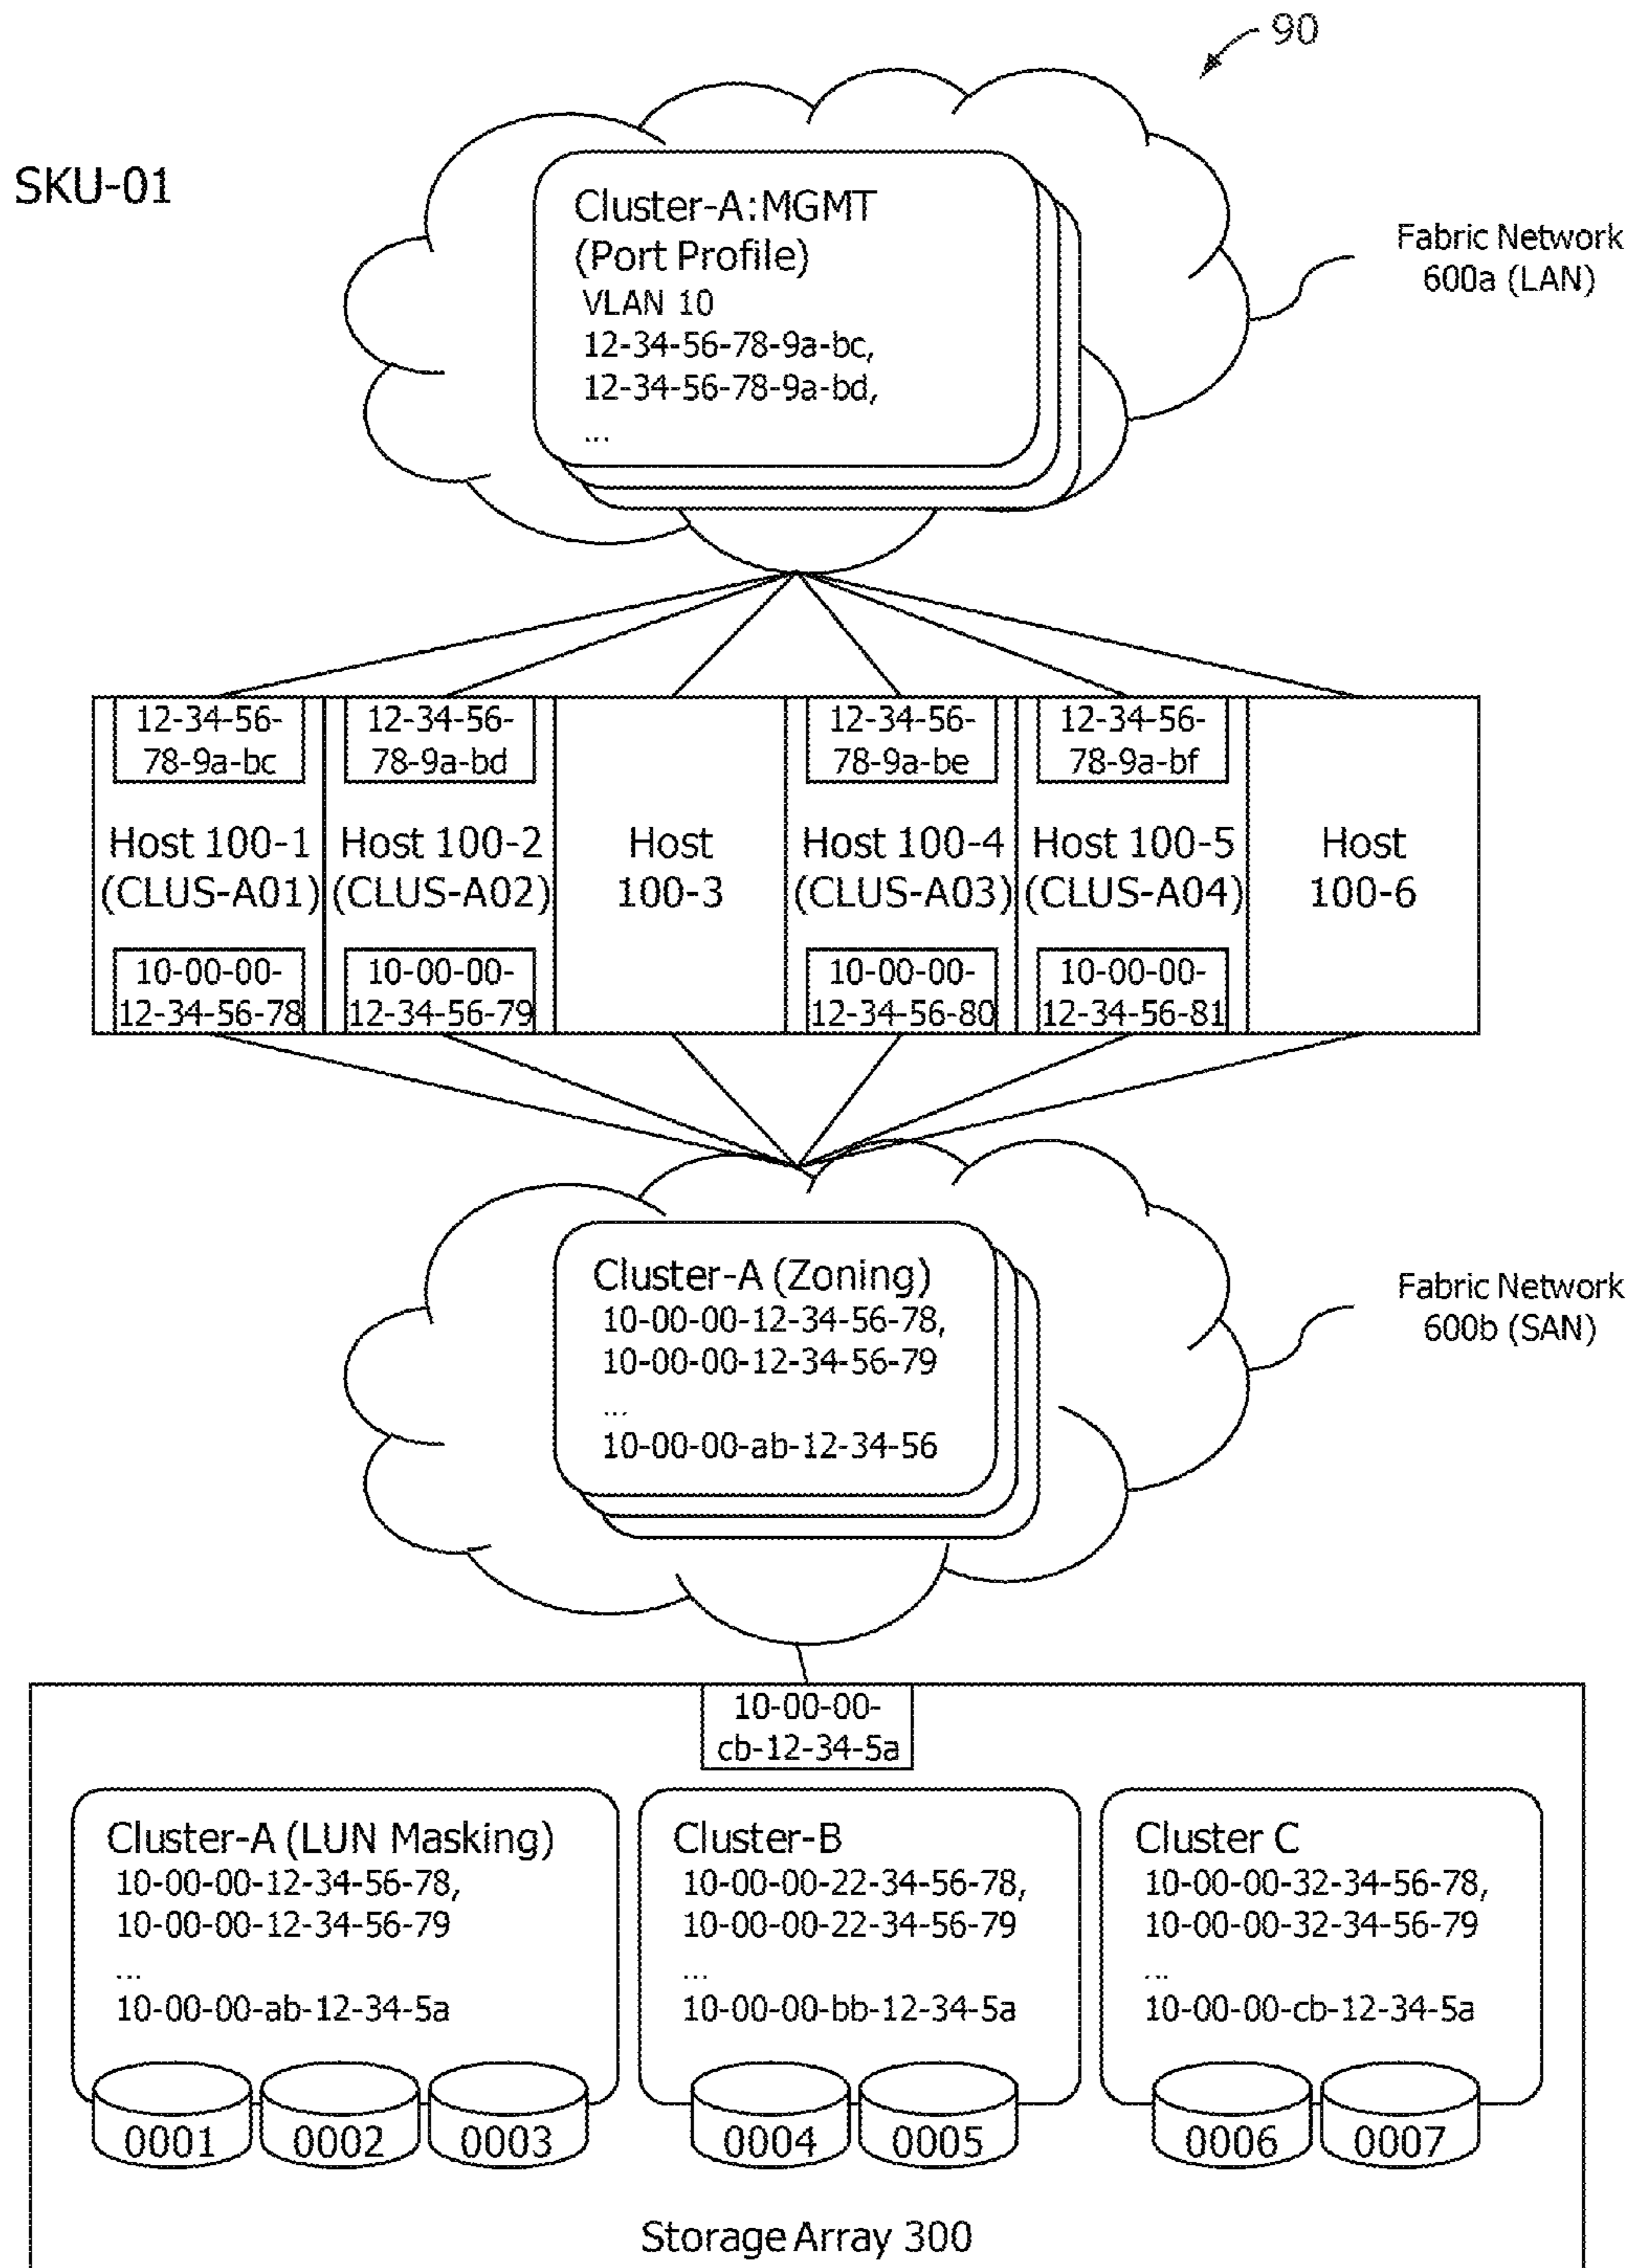 90
SKU-01
Cluster-A:MGMT
(Port Profile)
VLAN 10
12-34-56-78-9a-bc,
12-34-56-78-9a-bd,
...
Fabric Network
600a (LAN)
12-34-56-
78-9a-bc
12-34-56-
78-9a-bd
12-34-56-
78-9a-be
12-34-56-
78-9a-bf
Host 100-1
(CLUS-A01)
Host 100-2
(CLUS-A02)
Host
100-3
Host 100-4
(CLUS-A03)
Host 100-5
(CLUS-A04)
Host
100-6
10-00-00-
12-34-56-78
10-00-00-
12-34-56-79
10-00-00-
12-34-56-80
10-00-00-
12-34-56-81
Cluster-A (Zoning)
10-00-00-12-34-56-78,
10-00-00-12-34-56-79
...
10-00-00-ab-12-34-56
Fabric Network
600b (SAN)
10-00-00-
cb-12-34-5a
Cluster-A (LUN Masking)
10-00-00-12-34-56-78,
10-00-00-12-34-56-79
...
10-00-00-ab-12-34-5a
0001
0002
0003
Cluster-B
10-00-00-22-34-56-78,
10-00-00-22-34-56-79
...
10-00-00-bb-12-34-5a
0004
0005
Cluster C
10-00-00-32-34-56-78,
10-00-00-32-34-56-79
...
10-00-00-cb-12-34-5a
0006
0007
Storage Array 300